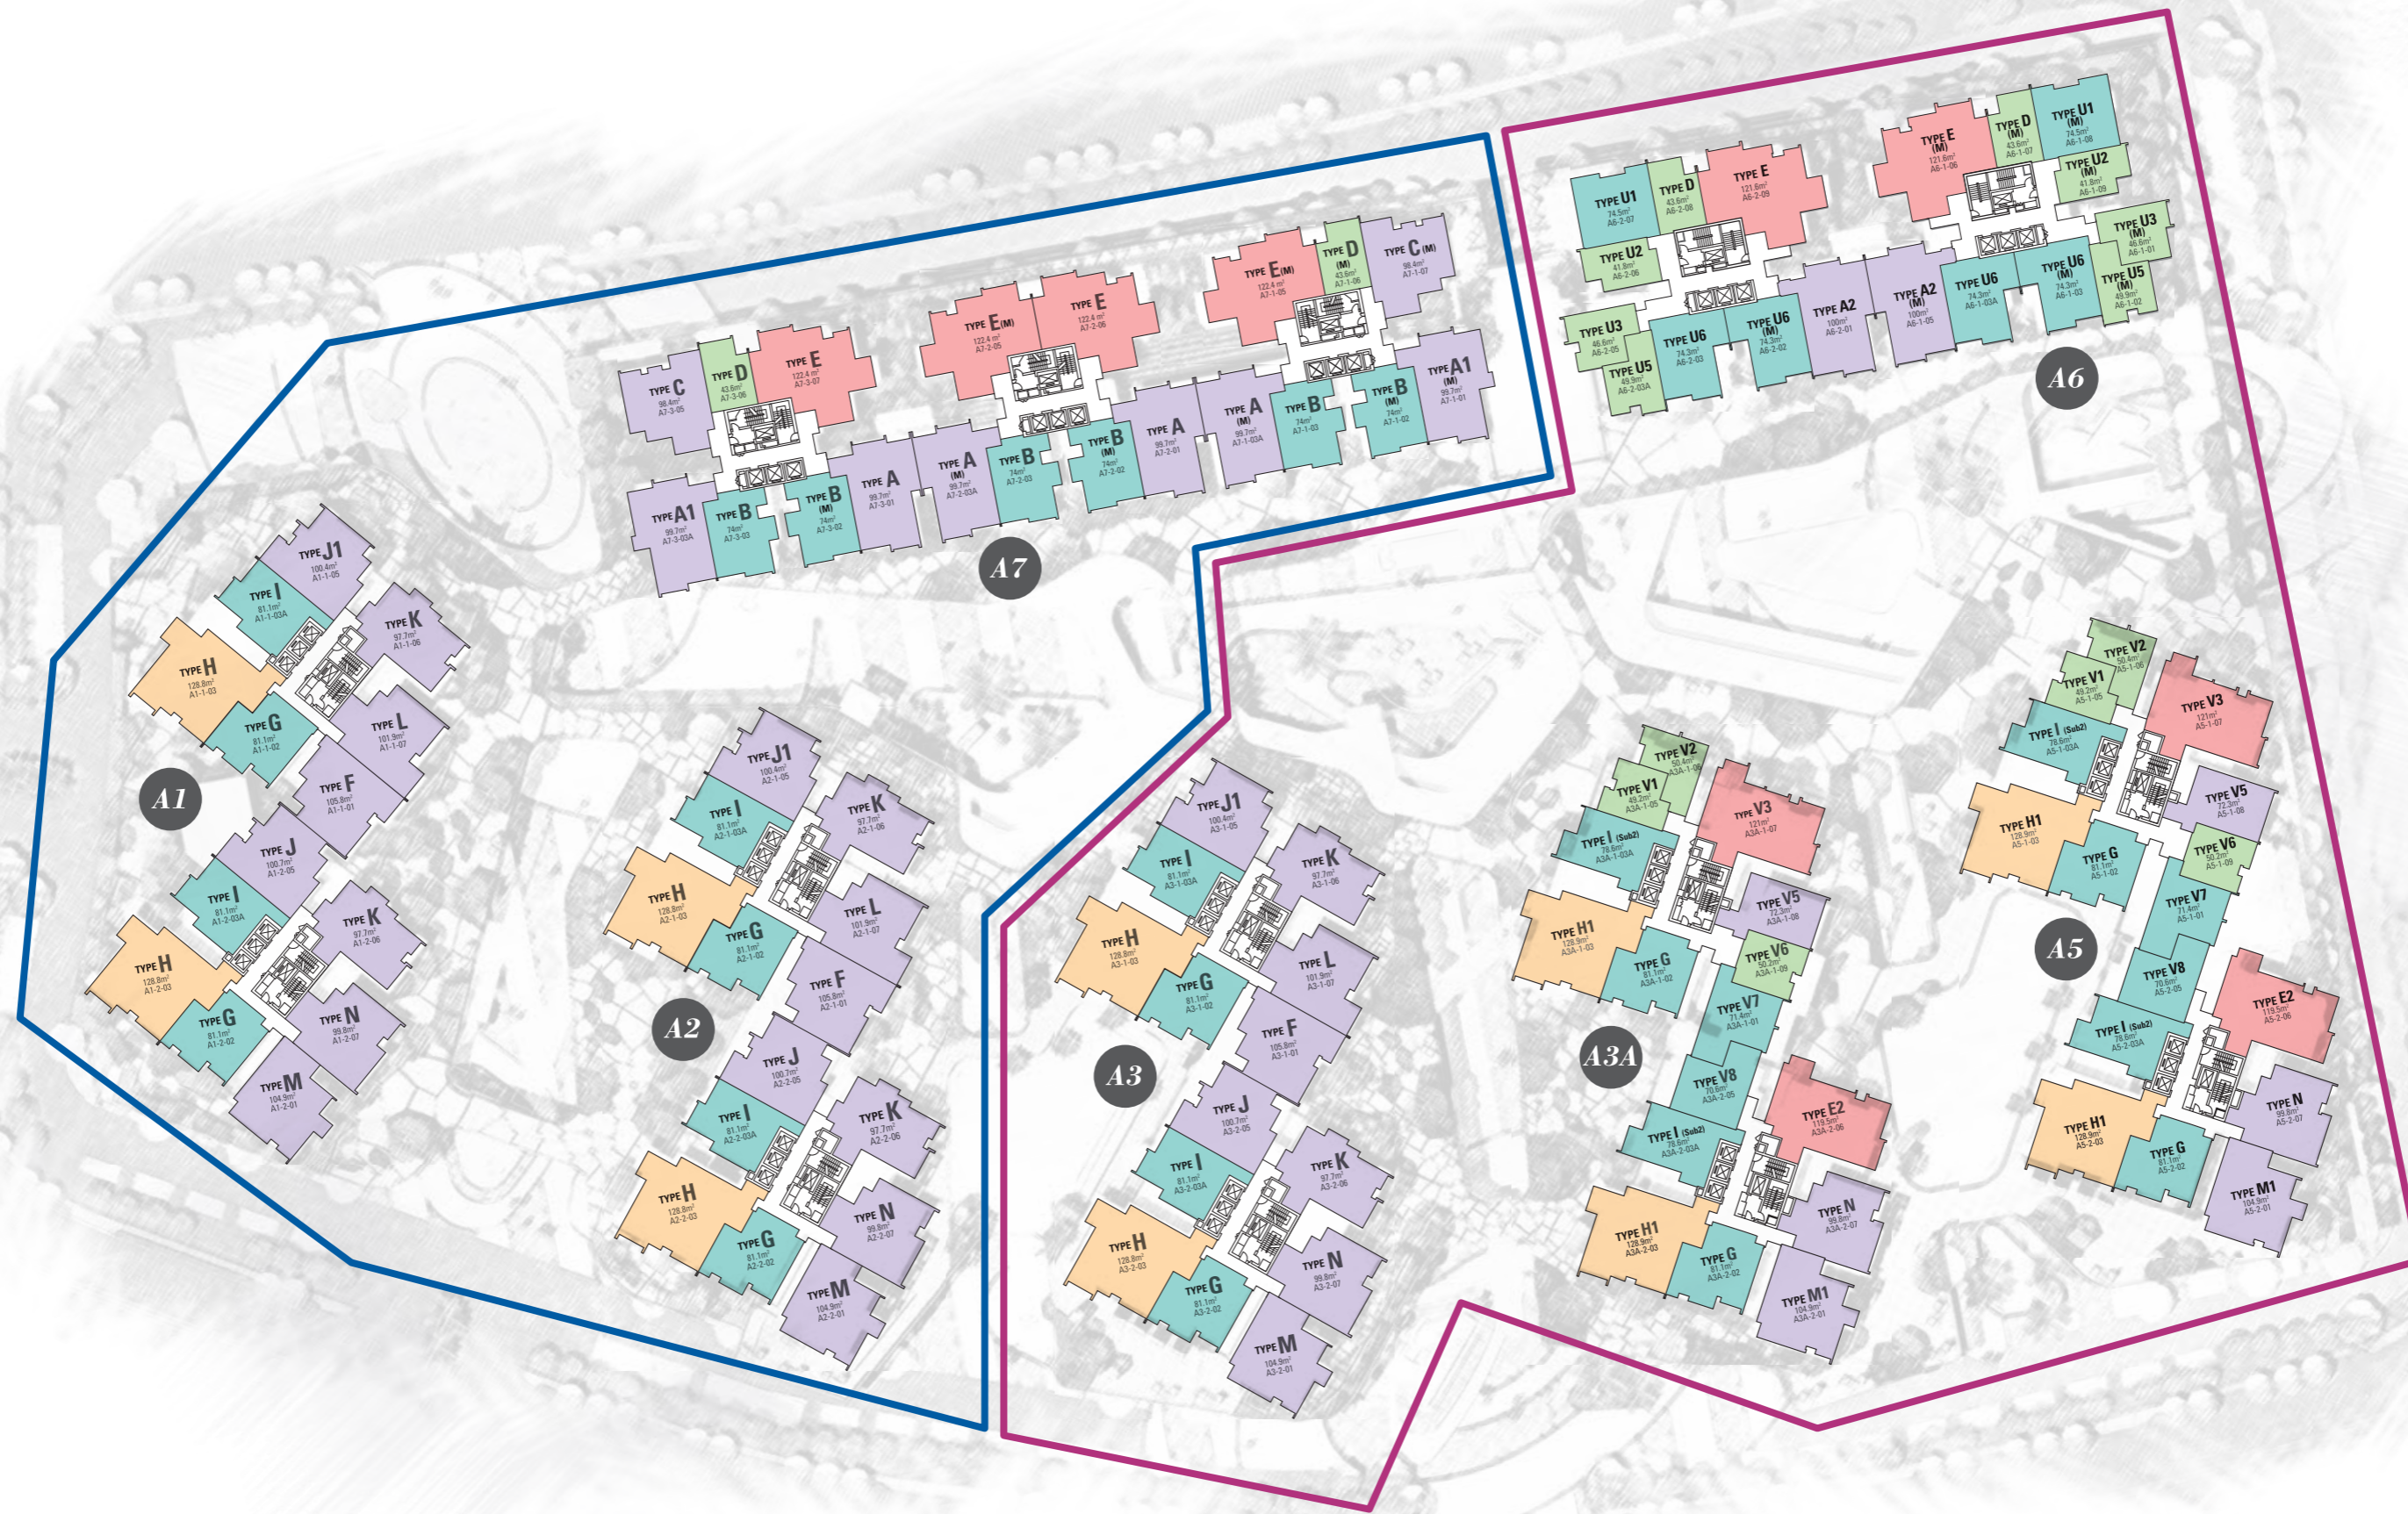 TYPE J1
100.4m²
A1-1-05
TYPE I
81.1m²
A1-1-03A
TYPE K
97.7m²
A1-1-06
TYPE H
128.8m²
A1-1-03
TYPE G
81.1m²
A1-1-02
TYPE L
101.9m²
A1-1-07
TYPE F
105.8m²
A1-1-01
A1
TYPE J
100.7m²
A1-2-05
TYPE I
81.1m²
A1-2-03A
TYPE K
97.7m²
A1-2-06
TYPE H
128.8m²
A1-2-03
TYPE G
81.1m²
A1-2-02
TYPE N
99.8m²
A1-2-07
TYPE M
104.9m²
A1-2-01
TYPE J1
100.4m²
A2-1-05
TYPE I
81.1m²
A2-1-03A
TYPE K
97.7m²
A2-1-06
TYPE H
128.8m²
A2-1-03
TYPE G
81.1m²
A2-1-02
TYPE L
101.9m²
A2-1-07
TYPE F
105.8m²
A2-1-01
A2
TYPE J
100.7m²
A2-2-05
TYPE I
81.1m²
A2-2-03A
TYPE K
97.7m²
A2-2-06
TYPE H
128.8m²
A2-2-03
TYPE G
81.1m²
A2-2-02
TYPE N
99.8m²
A2-2-07
TYPE M
104.9m²
A2-2-01
TYPE C
98.4m²
A7-3-05
TYPE D
43.6m²
A7-3-06
TYPE E
122.4 m²
A7-3-07
TYPE A1
99.7m²
A7-3-03A
TYPE B
74m²
A7-3-03
TYPE B
(M)
74m²
A7-3-02
TYPE A
99.7m²
A7-3-01
TYPE E (M)
122.4 m²
A7-2-05
TYPE E
122.4 m²
A7-2-06
TYPE A
(M)
99.7m²
A7-2-03A
TYPE B
74m²
A7-2-03
TYPE B
(M)
74m²
A7-2-02
TYPE A
99.7m²
A7-2-01
TYPE E (M)
122.4 m²
A7-1-05
TYPE D
(M)
43.6m²
A7-1-06
TYPE C (M)
98.4m²
A7-1-07
TYPE A
(M)
99.7m²
A7-1-03A
TYPE B
74m²
A7-1-03
TYPE B
(M)
74m²
A7-1-02
TYPE A1
(M)
99.7m²
A7-1-01
A7
TYPE U1
74.5m²
A6-2-07
TYPE D
43.6m²
A6-2-08
TYPE E
121.6m²
A6-2-09
TYPE U2
41.8m²
A6-2-06
TYPE U3
46.6m²
A6-2-05
TYPE U5
49.9m²
A6-2-03A
TYPE U6
74.3m²
A6-2-03
TYPE U6
(M)
74.3m²
A6-2-02
TYPE A2
100m²
A6-2-01
TYPE E
(M)
121.6m²
A6-1-06
TYPE D
(M)
43.6m²
A6-1-07
TYPE U1
(M)
74.5m²
A6-1-08
TYPE U2
(M)
41.8m²
A6-1-09
TYPE U3
(M)
46.6m²
A6-1-01
TYPE U5
(M)
49.9m²
A6-1-02
TYPE U6
(M)
74.3m²
A6-1-03
TYPE U6
74.3m²
A6-1-03A
TYPE A2
(M)
100m²
A6-1-05
A6
TYPE J1
100.4m²
A3-1-05
TYPE I
81.1m²
A3-1-03A
TYPE K
97.7m²
A3-1-06
TYPE H
128.8m²
A3-1-03
TYPE G
81.1m²
A3-1-02
TYPE L
101.9m²
A3-1-07
TYPE F
105.8m²
A3-1-01
A3
TYPE J
100.7m²
A3-2-05
TYPE I
81.1m²
A3-2-03A
TYPE K
97.7m²
A3-2-06
TYPE H
128.8m²
A3-2-03
TYPE G
81.1m²
A3-2-02
TYPE N
99.8m²
A3-2-07
TYPE M
104.9m²
A3-2-01
TYPE V2
50.4m²
A3A-1-06
TYPE V1
49.2m²
A3A-1-05
TYPE V3
121m²
A3A-1-07
TYPE I (Sub2)
78.6m²
A3A-1-03A
TYPE H1
128.9m²
A3A-1-03
TYPE G
81.1m²
A3A-1-02
TYPE V5
72.3m²
A3A-1-08
TYPE V6
50.2m²
A3A-1-09
TYPE V7
71.4m²
A3A-1-01
A3A
TYPE V8
70.6m²
A3A-2-05
TYPE I (Sub2)
78.6m²
A3A-2-03A
TYPE E2
119.5m²
A3A-2-06
TYPE H1
128.9m²
A3A-2-03
TYPE G
81.1m²
A3A-2-02
TYPE N
99.8m²
A3A-2-07
TYPE M1
104.9m²
A3A-2-01
TYPE V2
50.4m²
A5-1-06
TYPE V1
49.2m²
A5-1-05
TYPE V3
121m²
A5-1-07
TYPE I (Sub2)
78.6m²
A5-1-03A
TYPE H1
128.9m²
A5-1-03
TYPE G
81.1m²
A5-1-02
TYPE V5
72.3m²
A5-1-08
TYPE V6
50.2m²
A5-1-09
TYPE V7
71.4m²
A5-1-01
A5
TYPE V8
70.6m²
A5-2-05
TYPE I (Sub2)
78.6m²
A5-2-03A
TYPE E2
119.5m²
A5-2-06
TYPE H1
128.9m²
A5-2-03
TYPE G
81.1m²
A5-2-02
TYPE N
99.8m²
A5-2-07
TYPE M1
104.9m²
A5-2-01